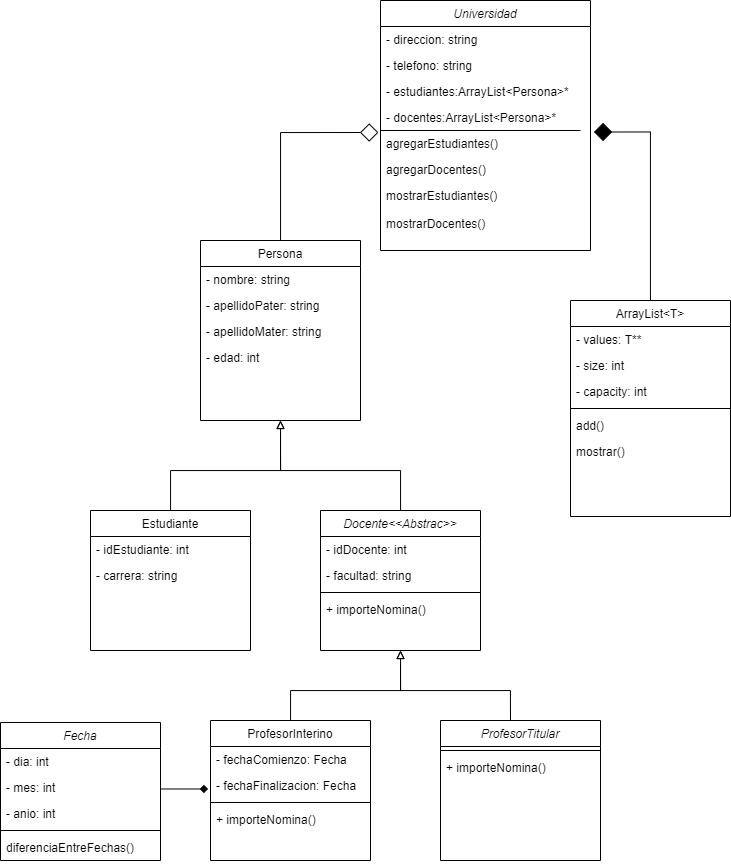 Universidad
- direccion: string
- telefono: string
- estudiantes:ArrayList<Persona>*
- docentes:ArrayList<Persona>*
agregarEstudiantes()
agregarDocentes()
mostrarEstudiantes()
mostrarDocentes()
Persona
- nombre: string
- apellidoPater: string
- apellidoMater: string
- edad: int
ArrayList<T>
- values: T**
- size: int
- capacity: int
add()
mostrar()
Estudiante
- idEstudiante: int
- carrera: string
Docente<<Abstrac>>
- idDocente: int
- facultad: string
+ importeNomina()
Fecha
- dia: int
- mes: int
- anio: int
diferenciaEntreFechas()
ProfesorInterino
- fechaComienzo: Fecha
- fechaFinalizacion: Fecha
+ importeNomina()
ProfesorTitular
+ importeNomina()